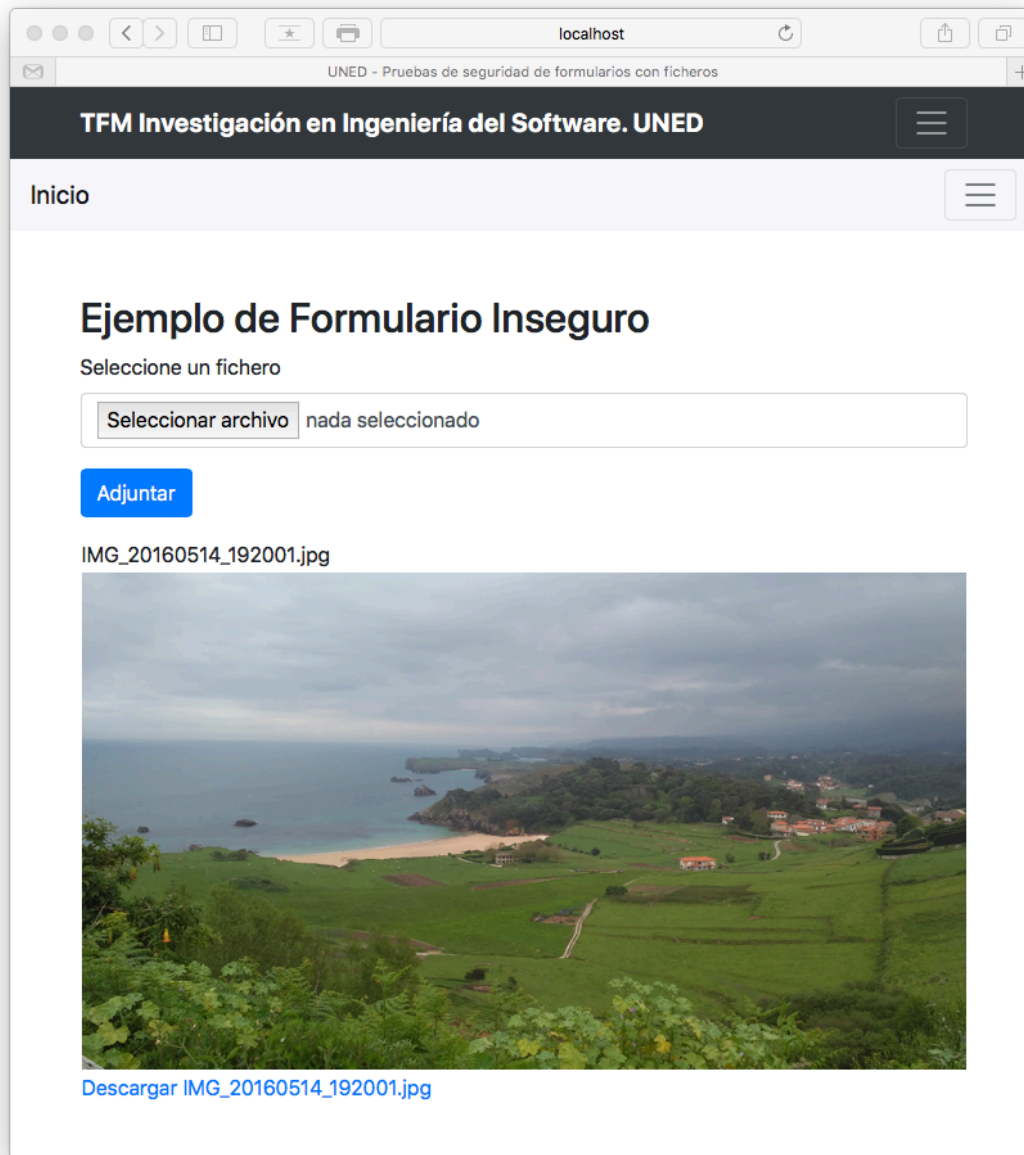 localhost
UNED - Pruebas de seguridad de formularios con ficheros
TFM Investigación en Ingeniería del Software. UNED
Inicio
Ejemplo de Formulario Inseguro
Seleccione un fichero
Seleccionar archivo nada seleccionado
Adjuntar
IMG_20160514_192001.jpg
Descargar IMG_20160514_192001.jpg